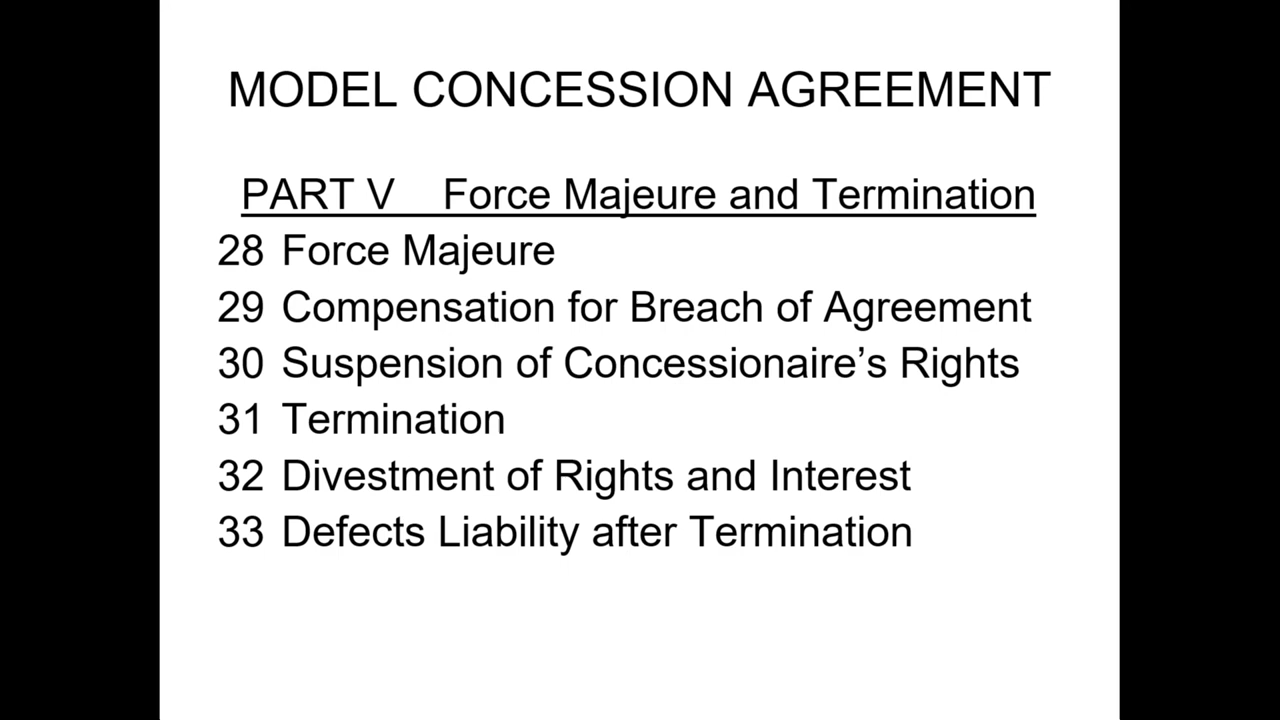 MODEL CONCESSION AGREEMENT
PART V Force Majeure and Termination
28 Force Majeure
29 Compensation for Breach of Agreement
30 Suspension of Concessionaire’s Rights
31 Termination
32 Divestment of Rights and Interest
33 Defects Liability after Termination